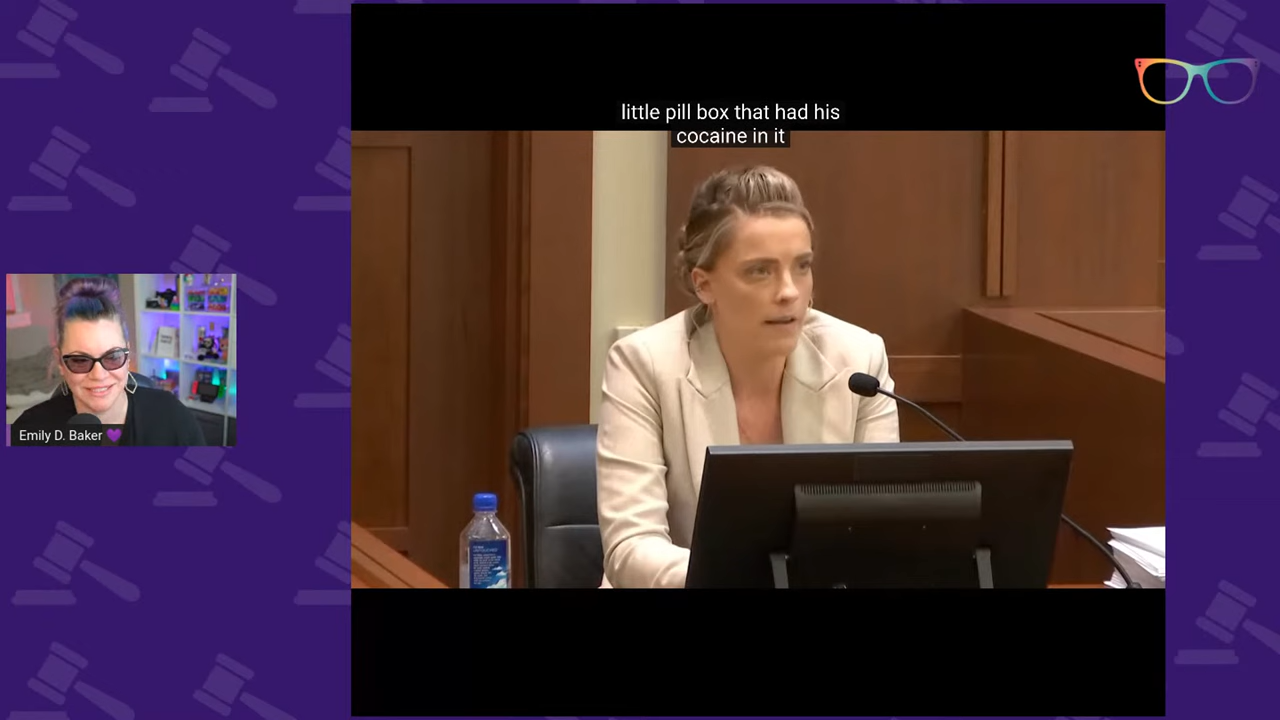 little pill box that had his
cocaine in it
Emily D. Baker 💜